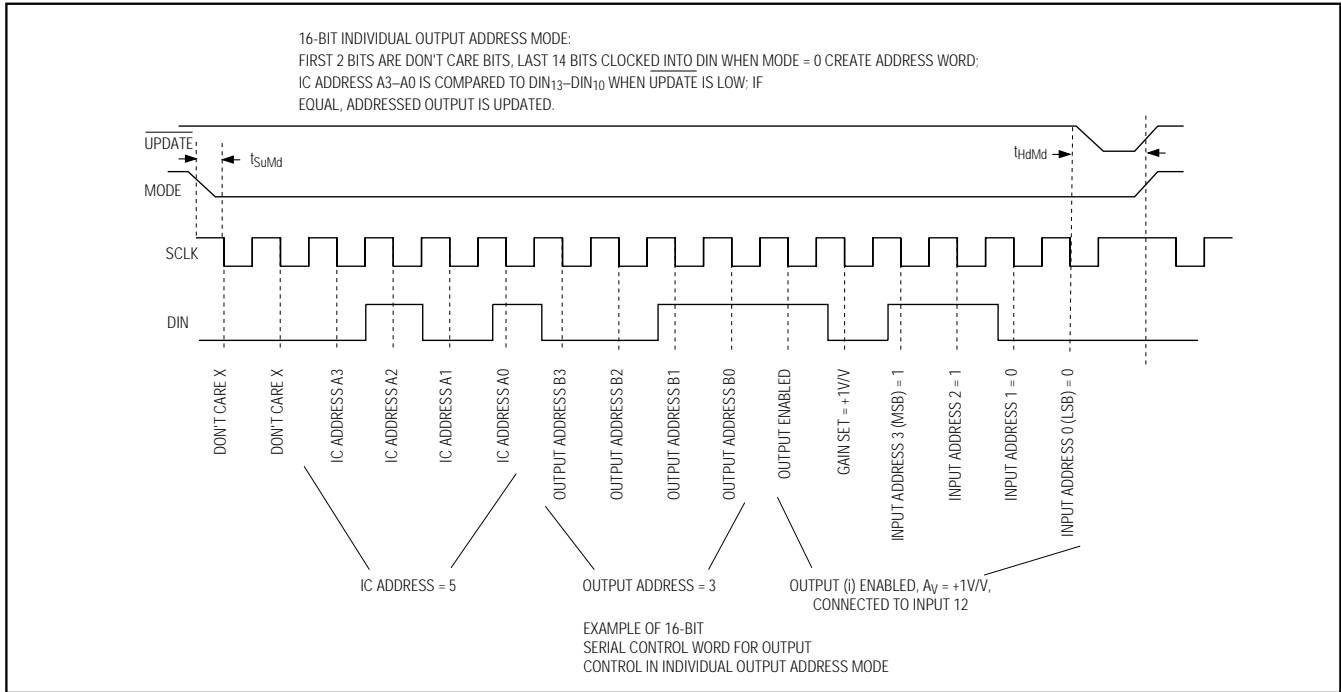 16-BIT INDIVIDUAL OUTPUT ADDRESS MODE:
FIRST 2 BITS ARE DON'T CARE BITS, LAST 14 BITS CLOCKED INTO DIN WHEN MODE = 0 CREATE ADDRESS WORD;
IC ADDRESS A3–A0 IS COMPARED TO DIN13–DIN10 WHEN UPDATE IS LOW; IF
EQUAL, ADDRESSED OUTPUT IS UPDATED.
UPDATE
tSuMd
tHdMd
MODE
SCLK
DIN
DON'T CARE X
DON'T CARE X
IC ADDRESS A3
IC ADDRESS A2
IC ADDRESS A1
IC ADDRESS A0
OUTPUT ADDRESS B3
OUTPUT ADDRESS B2
OUTPUT ADDRESS B1
OUTPUT ADDRESS B0
OUTPUT ENABLED
GAIN SET = +1V/V
INPUT ADDRESS 3 (MSB) = 1
INPUT ADDRESS 2 = 1
INPUT ADDRESS 1 = 0
INPUT ADDRESS 0 (LSB) = 0
IC ADDRESS = 5
OUTPUT ADDRESS = 3
OUTPUT (i) ENABLED, AV = +1V/V,
CONNECTED TO INPUT 12
EXAMPLE OF 16-BIT
SERIAL CONTROL WORD FOR OUTPUT
CONTROL IN INDIVIDUAL OUTPUT ADDRESS MODE